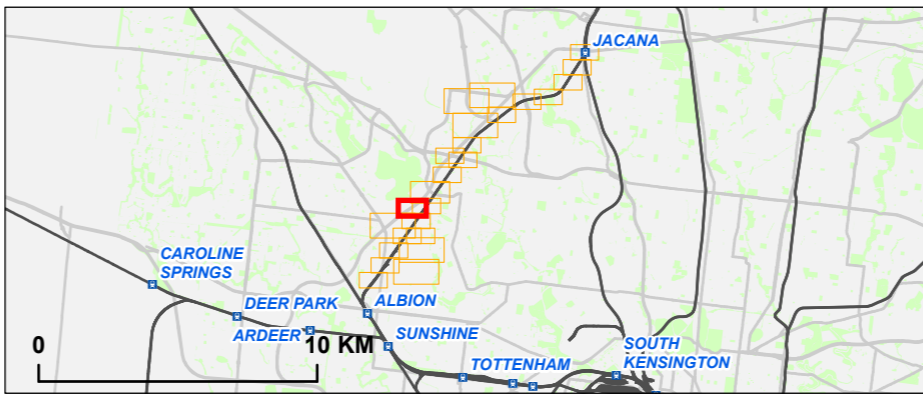 JACANA
CAROLINE
SPRINGS
DEER PARK
ALBION
ARDEER
SUNSHINE
SOUTH
KENSINGTON
TOTTENHAM
0
10 KM